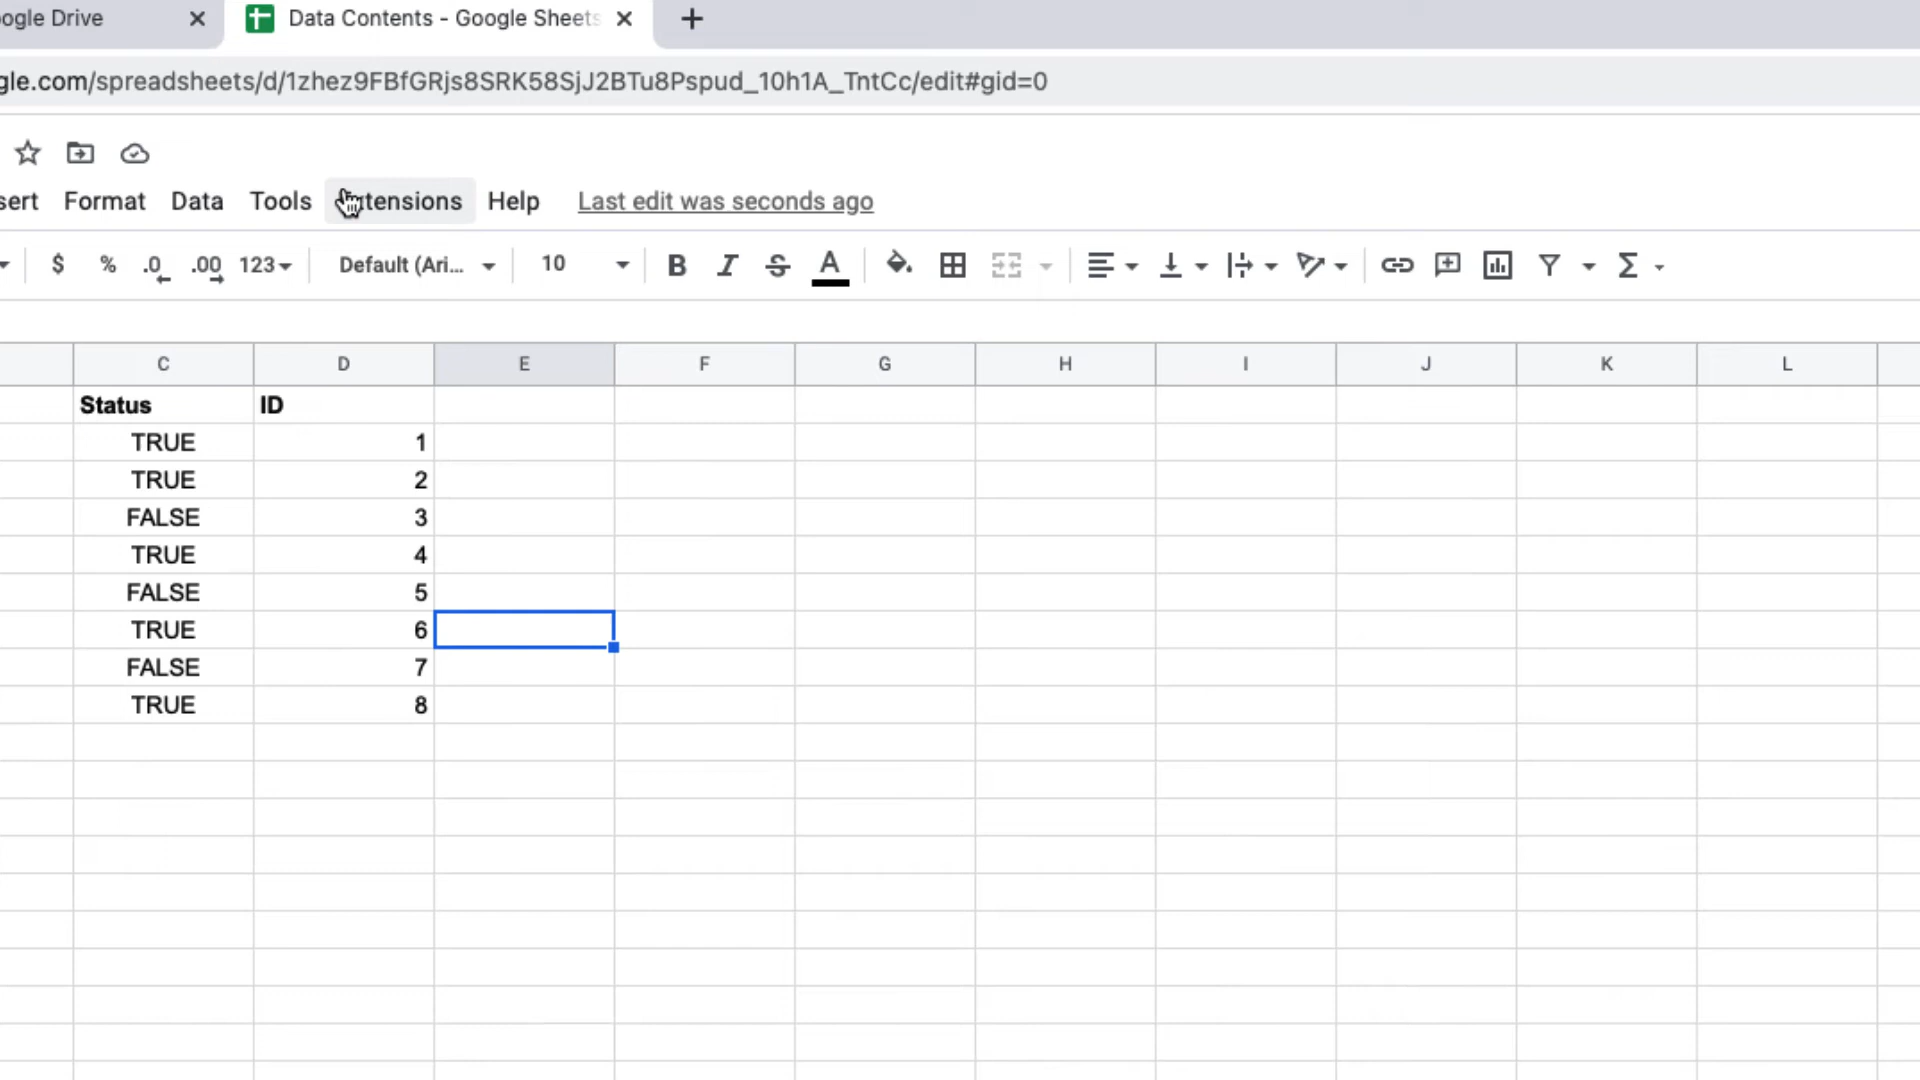 ogle Drive
Data Contents - Google Sheets
gle.com/spreadsheets/d/1zhez9FBfGRjs8SRK58SjJ2BTu8Pspud_10h1A_TntCc/edit#gid=0
sert Format Data Tools Extensions Help Last edit was seconds ago
$ % .0 .00 123 Default (Ari... 10 B I S A Σ
C D E F G H I J K L
Status ID
TRUE 1
TRUE 2
FALSE 3
TRUE 4
FALSE 5
TRUE 6
FALSE 7
TRUE 8